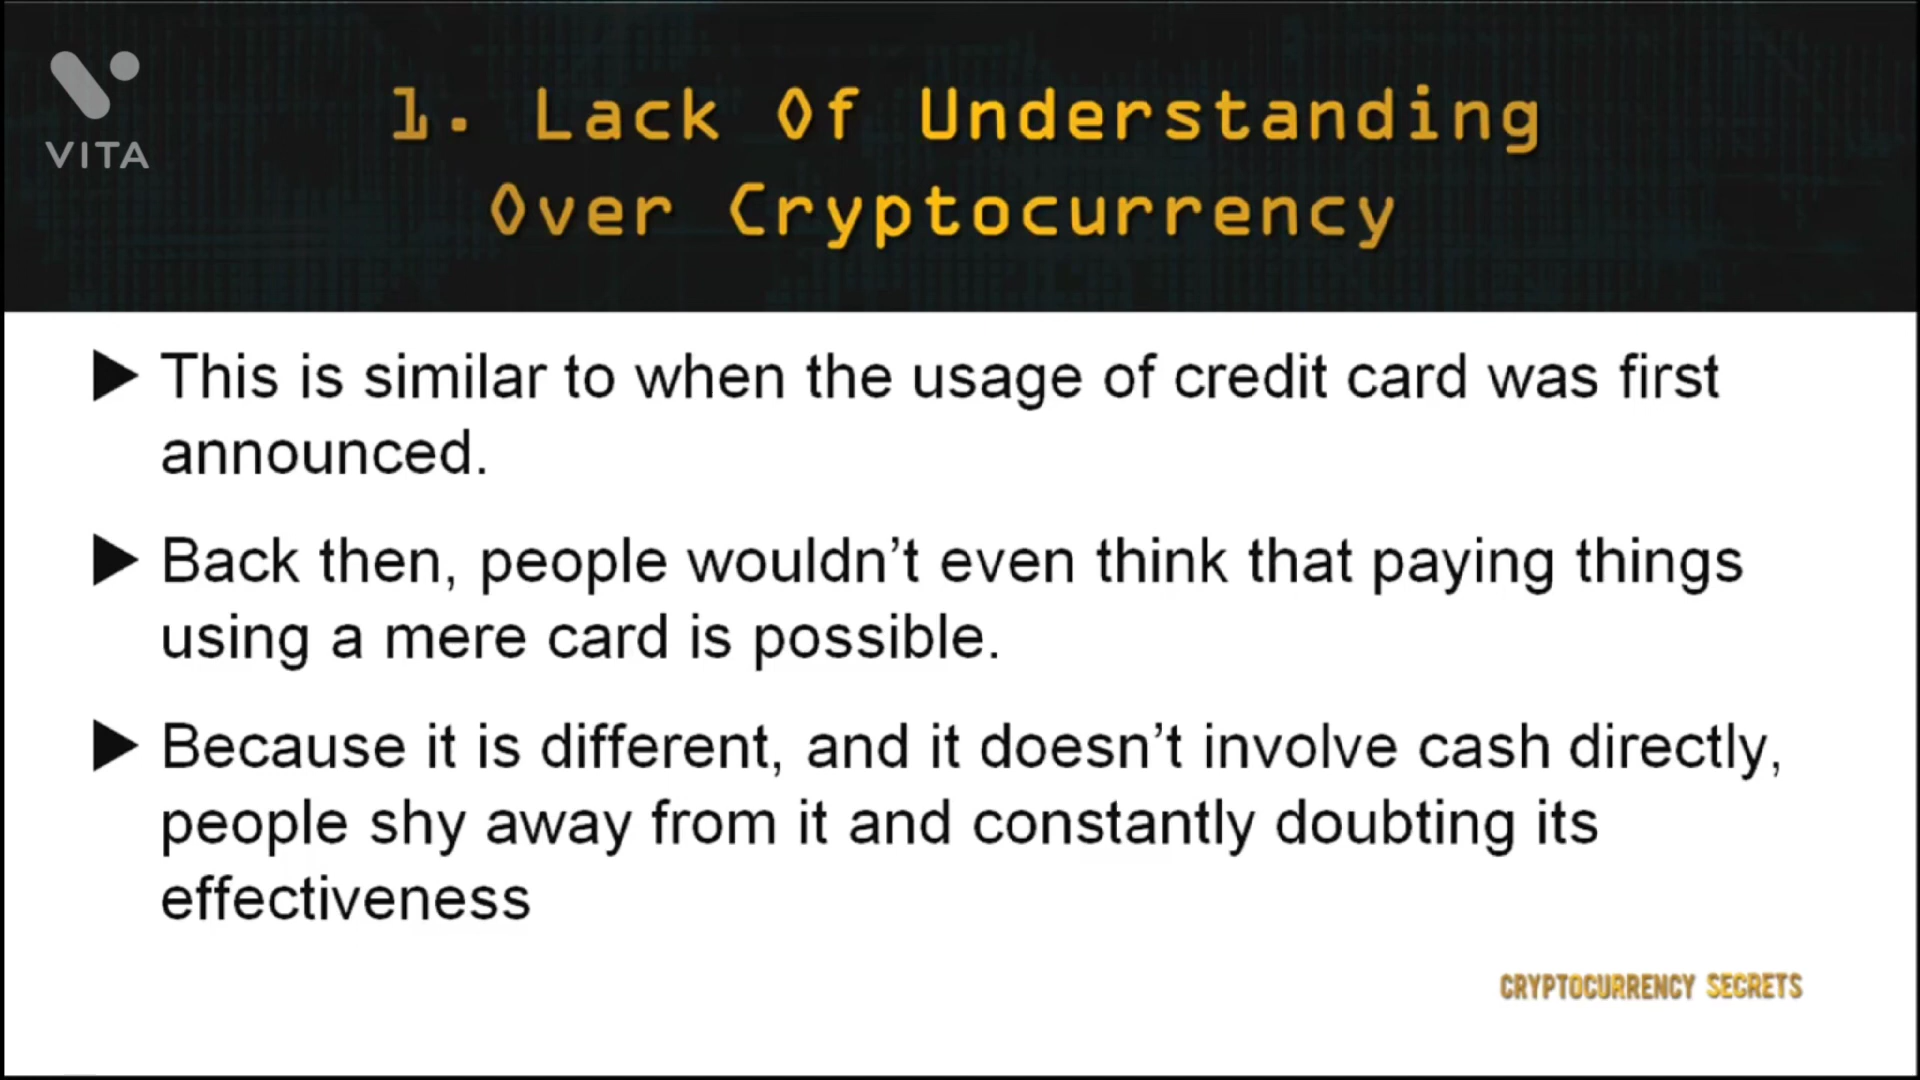 VITA
1. Lack Of Understanding
Over Cryptocurrency
This is similar to when the usage of credit card was first
announced.
Back then, people wouldn’t even think that paying things
using a mere card is possible.
Because it is different, and it doesn’t involve cash directly,
people shy away from it and constantly doubting its
effectiveness
CRYPTOCURRENCY SECRETS